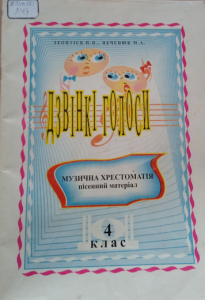 ДЗВІНКІ ГОЛОСИ
МУЗИЧНА ХРЕСТОМАТІЯ
пісенний матеріал
4
клас